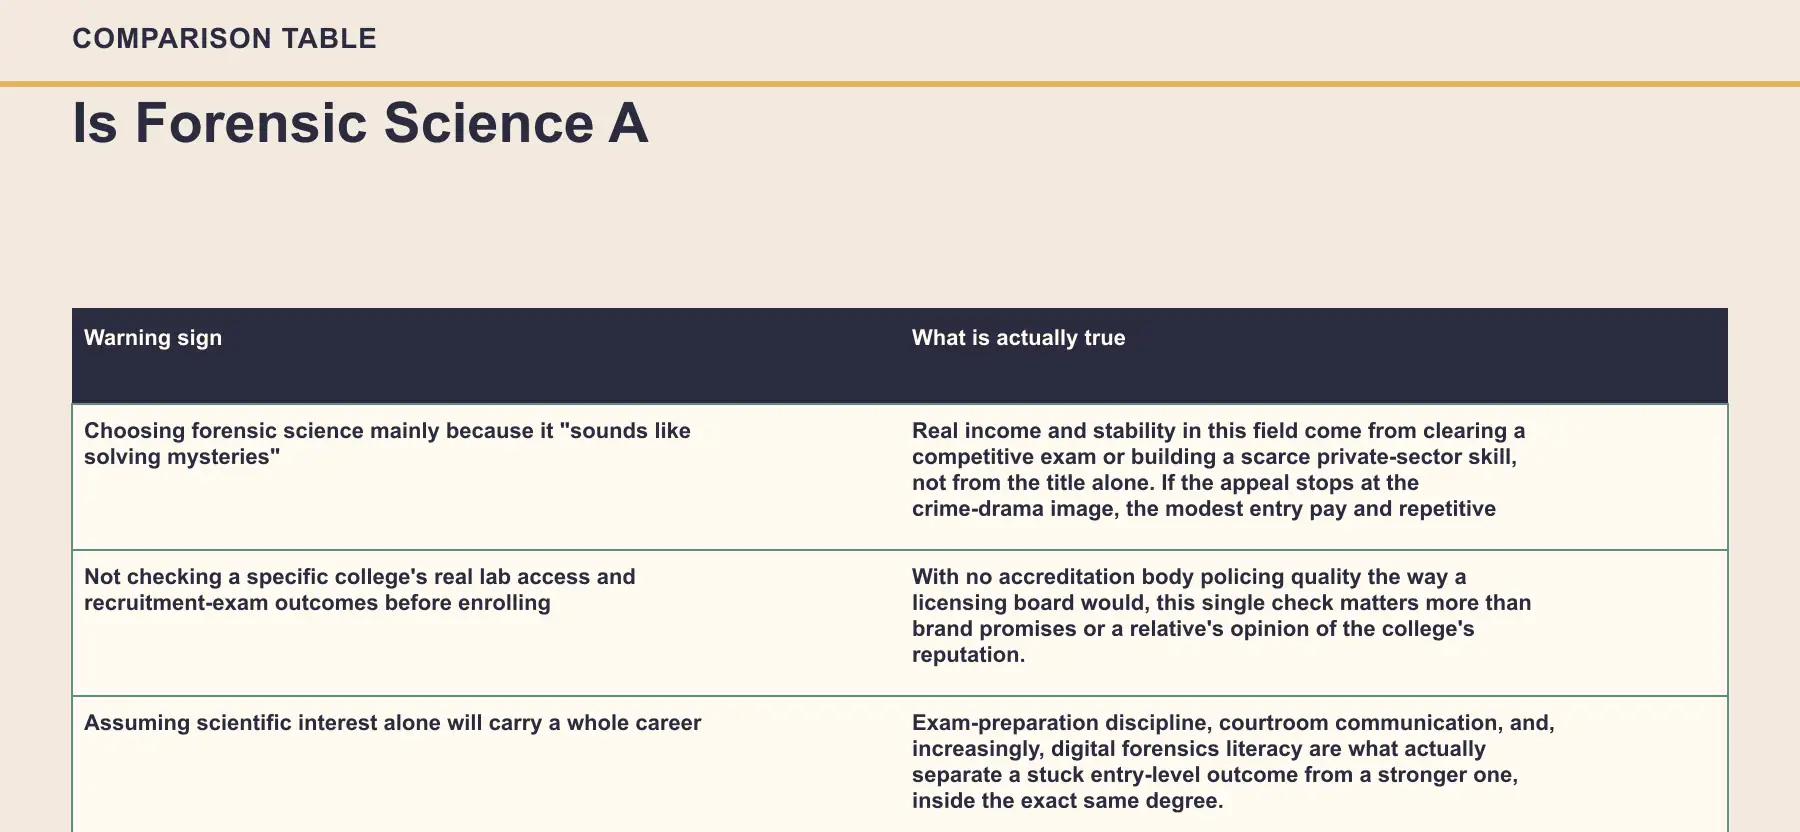 COMPARISON TABLE
Is Forensic Science A
Warning sign
What is actually true
Choosing forensic science mainly because it "sounds like
solving mysteries"
Real income and stability in this field come from clearing a
competitive exam or building a scarce private-sector skill,
not from the title alone. If the appeal stops at the
crime-drama image, the modest entry pay and repetitive
Not checking a specific college's real lab access and
recruitment-exam outcomes before enrolling
With no accreditation body policing quality the way a
licensing board would, this single check matters more than
brand promises or a relative's opinion of the college's
reputation.
Assuming scientific interest alone will carry a whole career
Exam-preparation discipline, courtroom communication, and,
increasingly, digital forensics literacy are what actually
separate a stuck entry-level outcome from a stronger one,
inside the exact same degree.